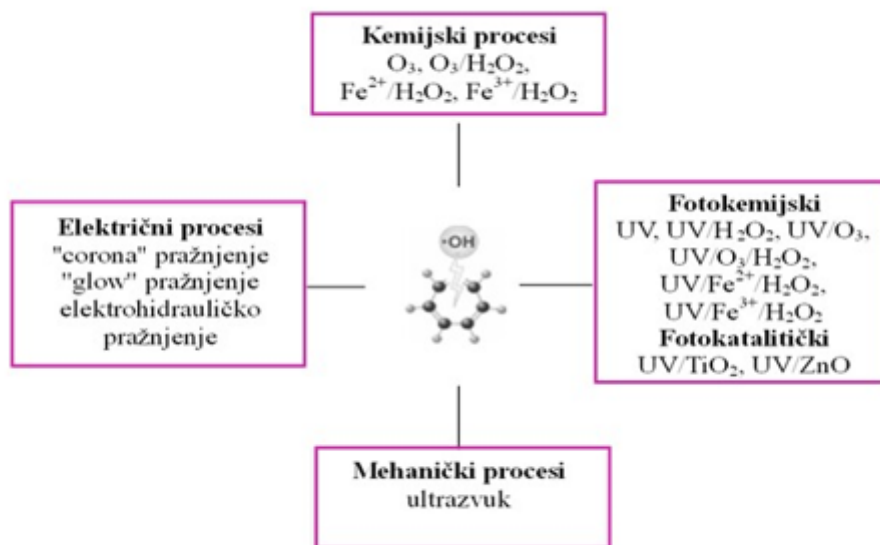 Kemijski procesi
O₃, O₃/H₂O₂,
Fe²⁺/H₂O₂, Fe³⁺/H₂O₂
Električni procesi
"corona" pražnjenje
"glow" pražnjenje
elektrohidrauličko
pražnjenje
•OH
Fotokemijski
UV, UV/H₂O₂, UV/O₃,
UV/O₃/H₂O₂,
UV/Fe²⁺/H₂O₂,
UV/Fe³⁺/H₂O₂
Fotokatalitički
UV/TiO₂, UV/ZnO
Mehanički procesi
ultrazvuk